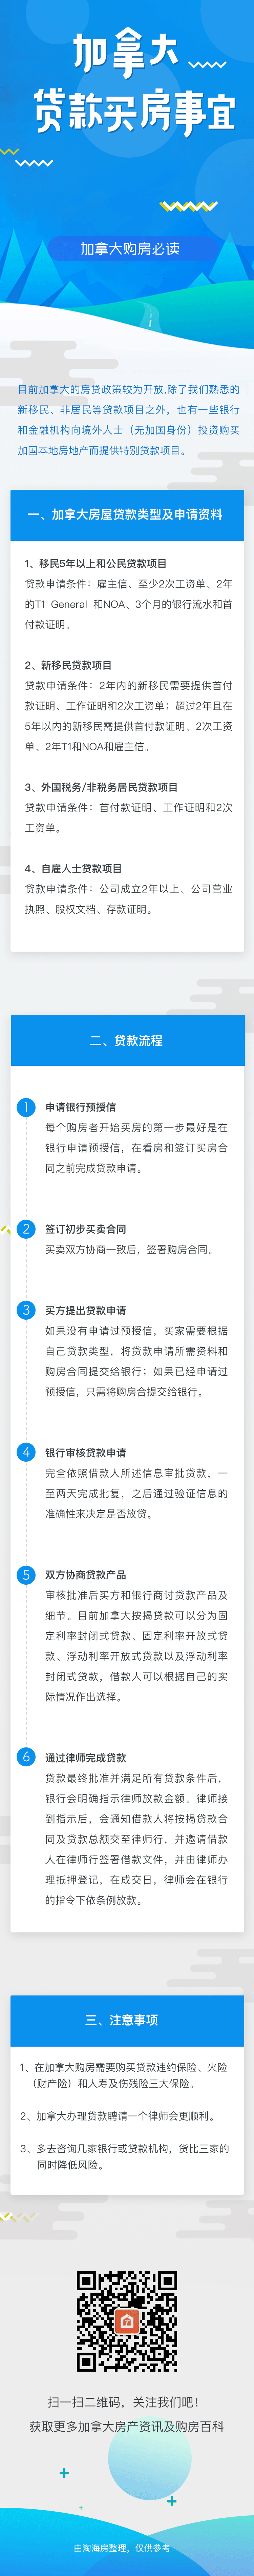 加拿大
贷款买房事宜
加拿大购房必读
目前加拿大的房贷政策较为开放,除了我们熟悉的
新移民、非居民等贷款项目之外，也有一些银行
和金融机构向境外人士（无加国身份）投资购买
加国本地房地产而提供特别贷款项目。
一、加拿大房屋贷款类型及申请资料
1、移民5年以上和公民贷款项目
贷款申请条件：雇主信、至少2次工资单、2年
的T1 General 和NOA、3个月的银行流水和首
付款证明。
2、新移民贷款项目
贷款申请条件：2年内的新移民需要提供首付
款证明、工作证明和2次工资单；超过2年且在
5年以内的新移民需提供首付款证明、2次工资
单、2年T1和NOA和雇主信。
3、外国税务/非税务居民贷款项目
贷款申请条件：首付款证明、工作证明和2次
工资单。
4、自雇人士贷款项目
贷款申请条件：公司成立2年以上、公司营业
执照、股权文档、存款证明。
二、贷款流程
1 申请银行预授信
每个购房者开始买房的第一步最好是在
银行申请预授信，在看房和签订买房合
同之前完成贷款申请。
2 签订初步买卖合同
买卖双方协商一致后，签署购房合同。
3 买方提出贷款申请
如果没有申请过预授信，买家需要根据
自己贷款类型，将贷款申请所需资料和
购房合同提交给银行；如果已经申请过
预授信，只需将购房合提交给银行。
4 银行审核贷款申请
完全依照借款人所述信息审批贷款，一
至两天完成批复，之后通过验证信息的
准确性来决定是否放贷。
5 双方协商贷款产品
审核批准后买方和银行商讨贷款产品及
细节。目前加拿大按揭贷款可以分为固
定利率封闭式贷款、固定利率开放式贷
款、浮动利率开放式贷款以及浮动利率
封闭式贷款，借款人可以根据自己的实
际情况作出选择。
6 通过律师完成贷款
贷款最终批准并满足所有贷款条件后，
银行会明确指示律师放款金额。律师接
到指示后，会通知借款人将按揭贷款合
同及贷款总额交至律师行，并邀请借款
人在律师行签署借款文件，并由律师办
理抵押登记，在成交日，律师会在银行
的指令下依条例放款。
三、注意事项
1、在加拿大购房需要购买贷款违约保险、火险
（财产险）和人寿及伤残险三大保险。
2、加拿大办理贷款聘请一个律师会更顺利。
3、多去咨询几家银行或贷款机构，货比三家的
同时降低风险。
扫一扫二维码，关注我们吧！
获取更多加拿大房产资讯及购房百科
由淘海房整理，仅供参考